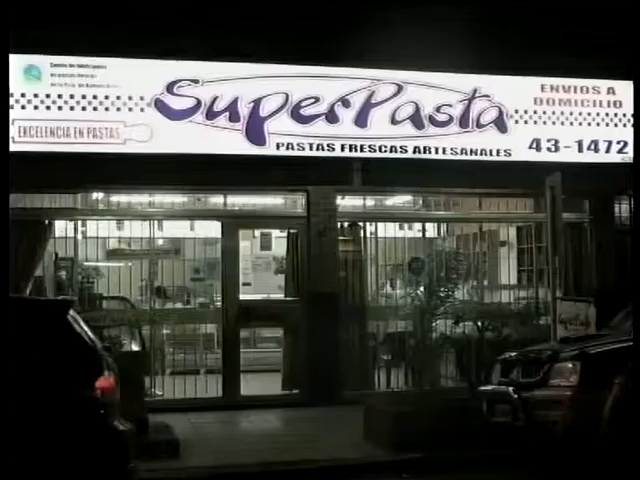 EXCELENCIA EN PASTAS
SuperPasta
PASTAS FRESCAS ARTESANALES
ENVIOS A
DOMICILIO
43-1472